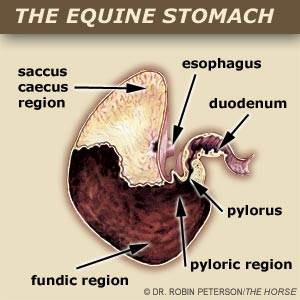 THE EQUINE STOMACH
saccus
caecus
region
esophagus
duodenum
pylorus
pyloric region
fundic region
© DR. ROBIN PETERSON/THE HORSE